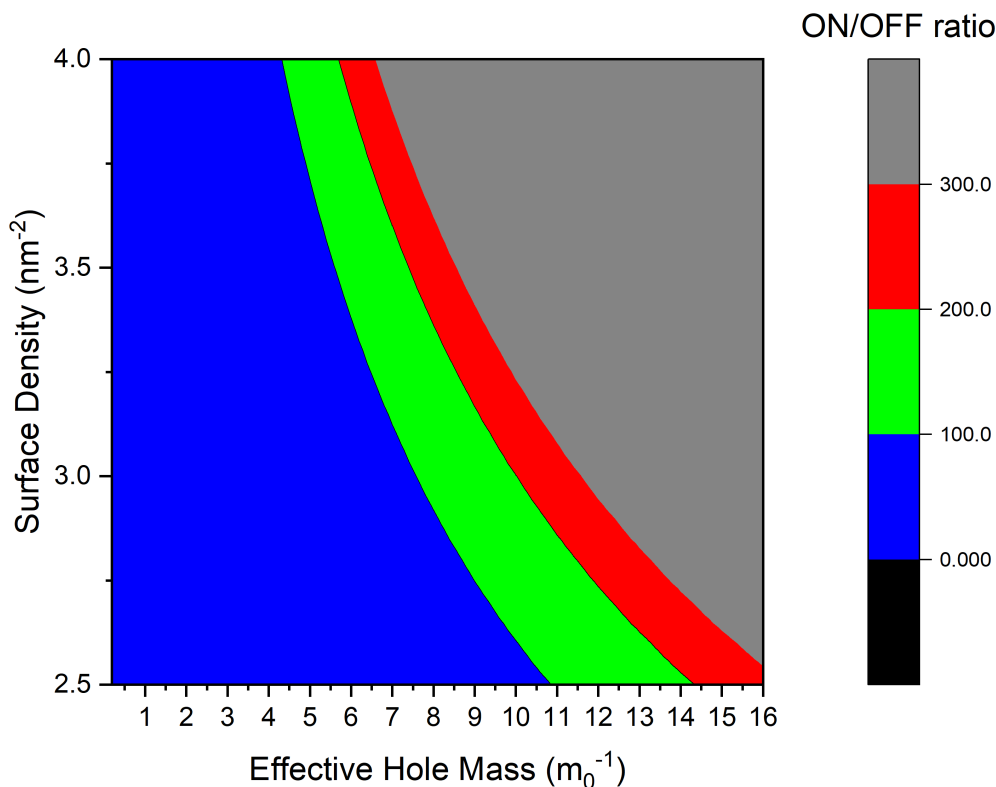 ON/OFF ratio
4.0
3.5
3.0
2.5
Surface Density (nm⁻²)
1 2 3 4 5 6 7 8 9 10 11 12 13 14 15 16
Effective Hole Mass (m₀⁻¹)
300.0
200.0
100.0
0.000